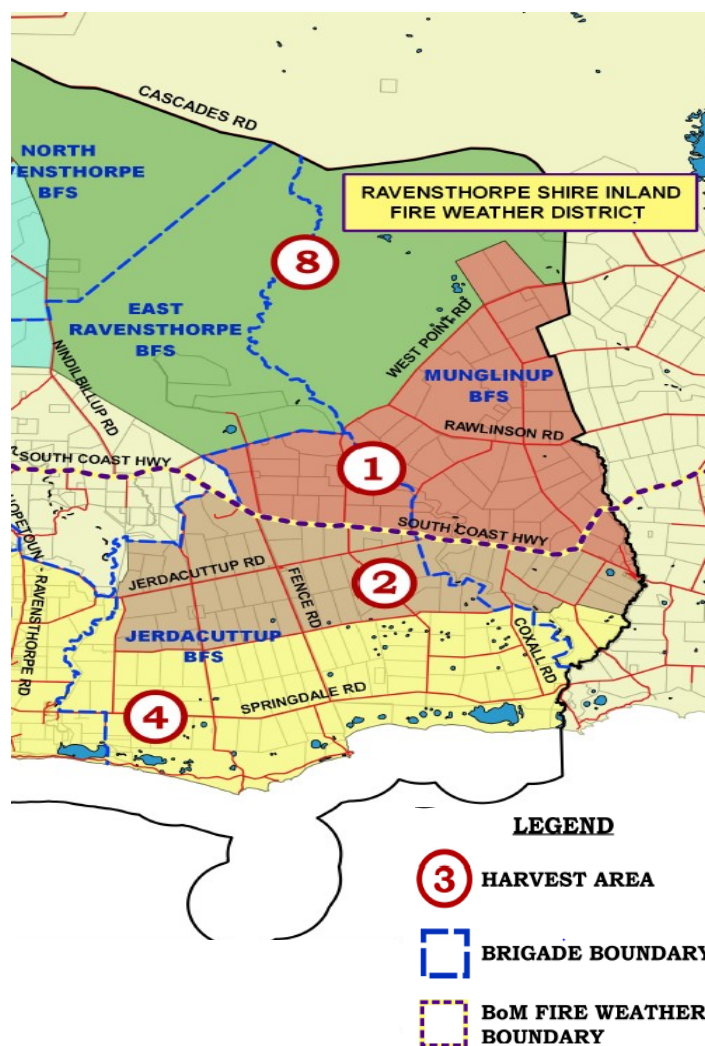 CASCADES RD
NORTH
VENSTHORPE
BFS
RAVENSTHORPE SHIRE INLAND
FIRE WEATHER DISTRICT
8
EAST
RAVENSTHORPE
BFS
WEST POINT RD
NINDILBILLUP RD
MUNGLINUP
BFS
RAWLINSON RD
SOUTH COAST HWY
1
SOUTH COAST HWY
HOPETOUN - RAVENSTHORPE RD
JERDACUTTUP RD
2
FENCE RD
JERDACUTTUP
BFS
COXALL RD
SPRINGDALE RD
4
LEGEND
3 HARVEST AREA
BRIGADE BOUNDARY
BoM FIRE WEATHER
BOUNDARY